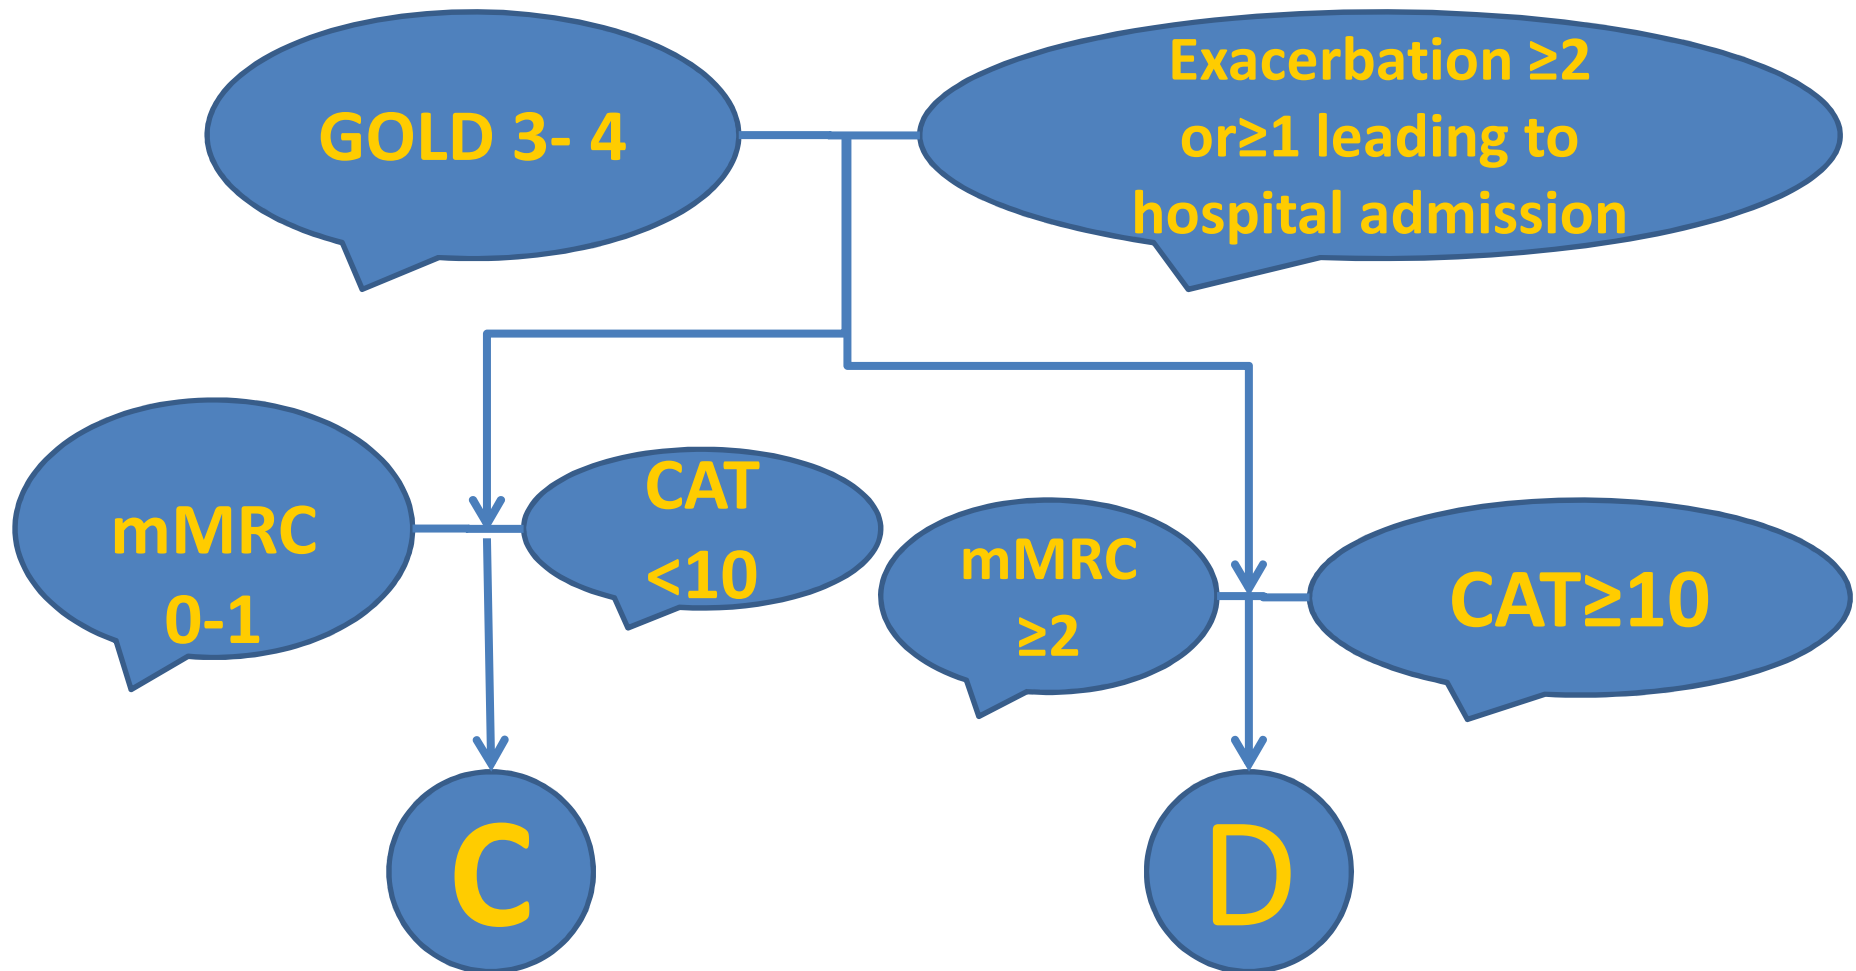 GOLD 3- 4
Exacerbation ≥2
or≥1 leading to
hospital admission
mMRC
0-1
CAT
<10
mMRC
≥2
CAT≥10
C
D